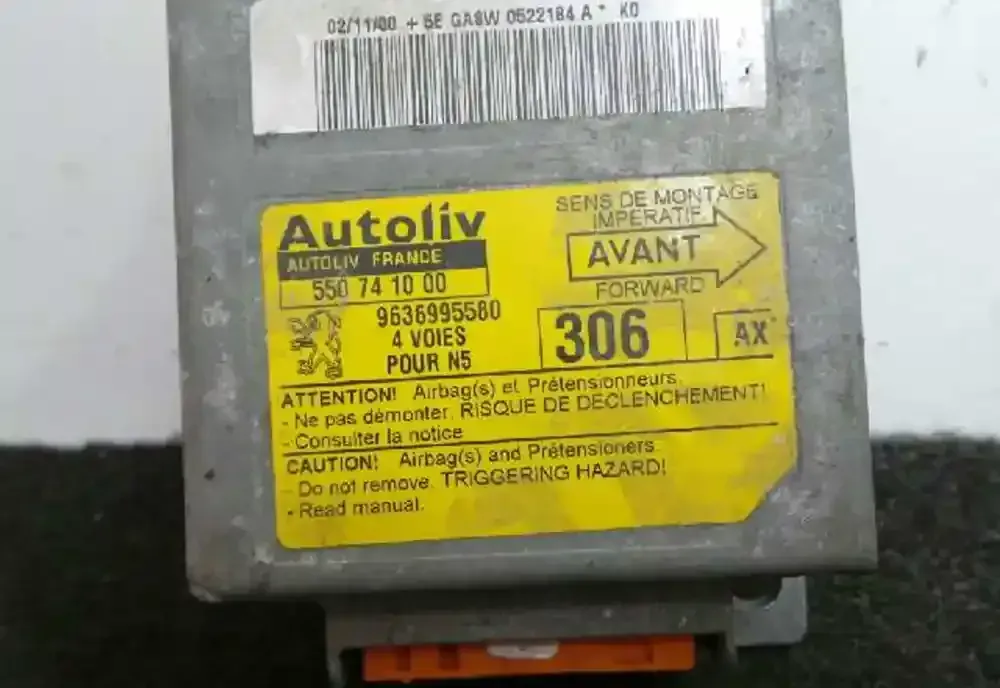 02/11/00 + 5E GASW 0522184 A * K0
Autoliv
AUTOLIV FRANCE
550 74 10 00
9636995580
4 VOIES
POUR N5
SENS DE MONTAGE
IMPERATIF
AVANT
FORWARD
306
AX
ATTENTION! Airbag(s) et Prétensionneurs.
- Ne pas démonter. RISQUE DE DECLENCHEMENT!
- Consulter la notice
CAUTION! Airbag(s) and Prétensioners.
- Do not remove. TRIGGERING HAZARD!
- Read manual.